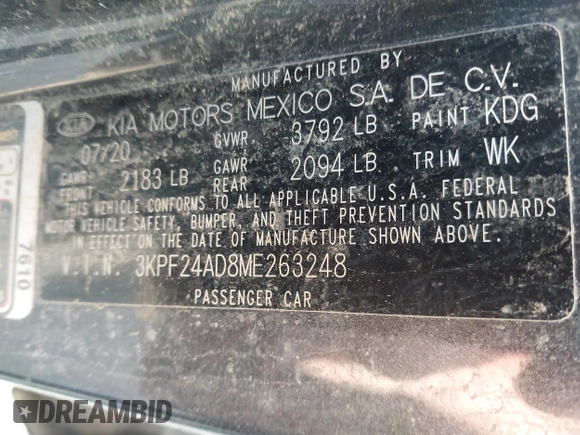 MANUFACTURED BY
KIA KIA MOTORS MEXICO S.A. DE C.V.
07/20 GVWR. 3792 LB PAINT KDG
GAWR FRONT 2183 LB GAWR REAR 2094 LB TRIM WK
THIS VEHICLE CONFORMS TO ALL APPLICABLE U.S.A. FEDERAL
MOTOR VEHICLE SAFETY, BUMPER, AND THEFT PREVENTION STANDARDS
IN EFFECT ON THE DATE OF MANUFACTURE SHOWN ABOVE.
V.I.N. 3KPF24AD8ME263248
PASSENGER CAR
7610
DREAMBID